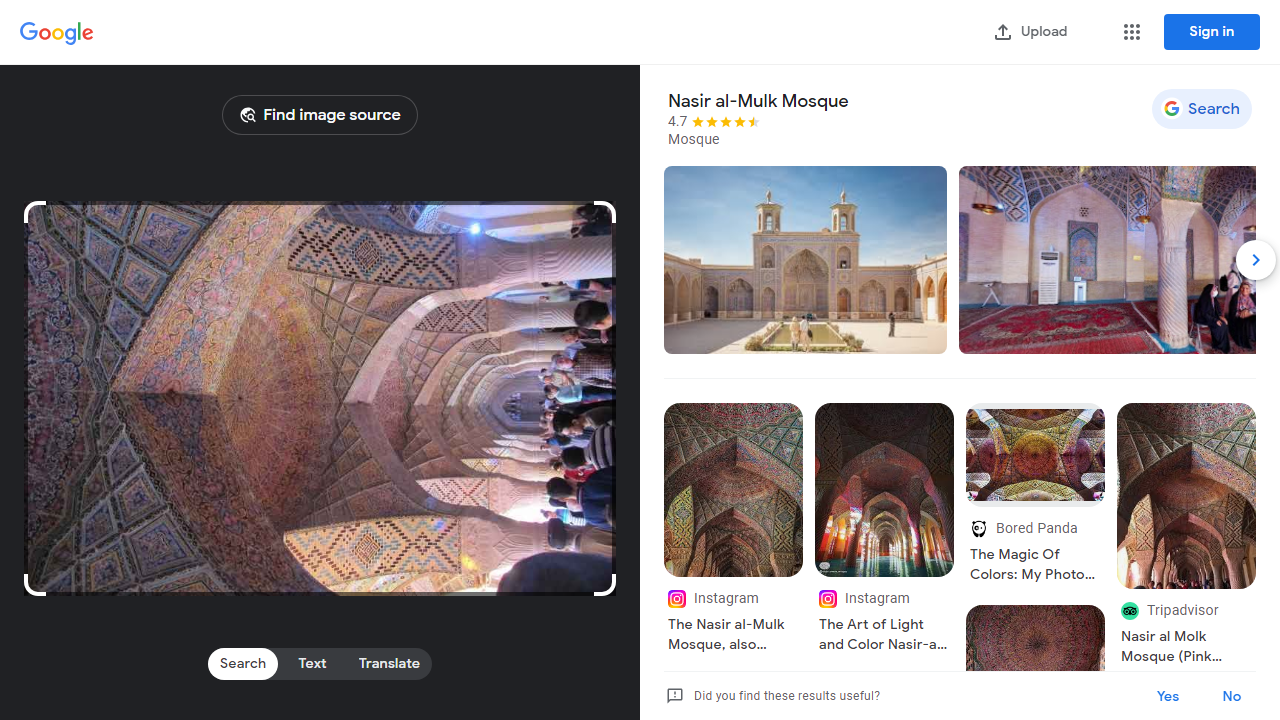 Google
Upload
Sign in
Find image source
Search
Text
Translate
Nasir al-Mulk Mosque
4.7
Mosque
Search
Instagram
The Nasir al-Mulk
Mosque, also...
Instagram
The Art of Light
and Color Nasir-a...
Bored Panda
The Magic Of
Colors: My Photo...
Tripadvisor
Nasir al Molk
Mosque (Pink...
Did you find these results useful?
Yes
No